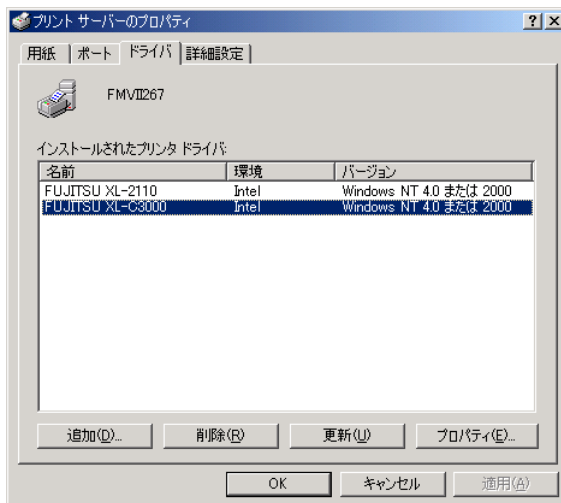 プリント サーバーのプロパティ
用紙 ポート ドライバ 詳細設定
FMVII267
インストールされたプリンタ ドライバ:
名前 環境 バージョン
FUJITSU XL-2110 Intel Windows NT 4.0 または 2000
FUJITSU XL-C3000 Intel Windows NT 4.0 または 2000
追加(D)... 削除(R) 更新(U) プロパティ(E)...
OK キャンセル 適用(A)